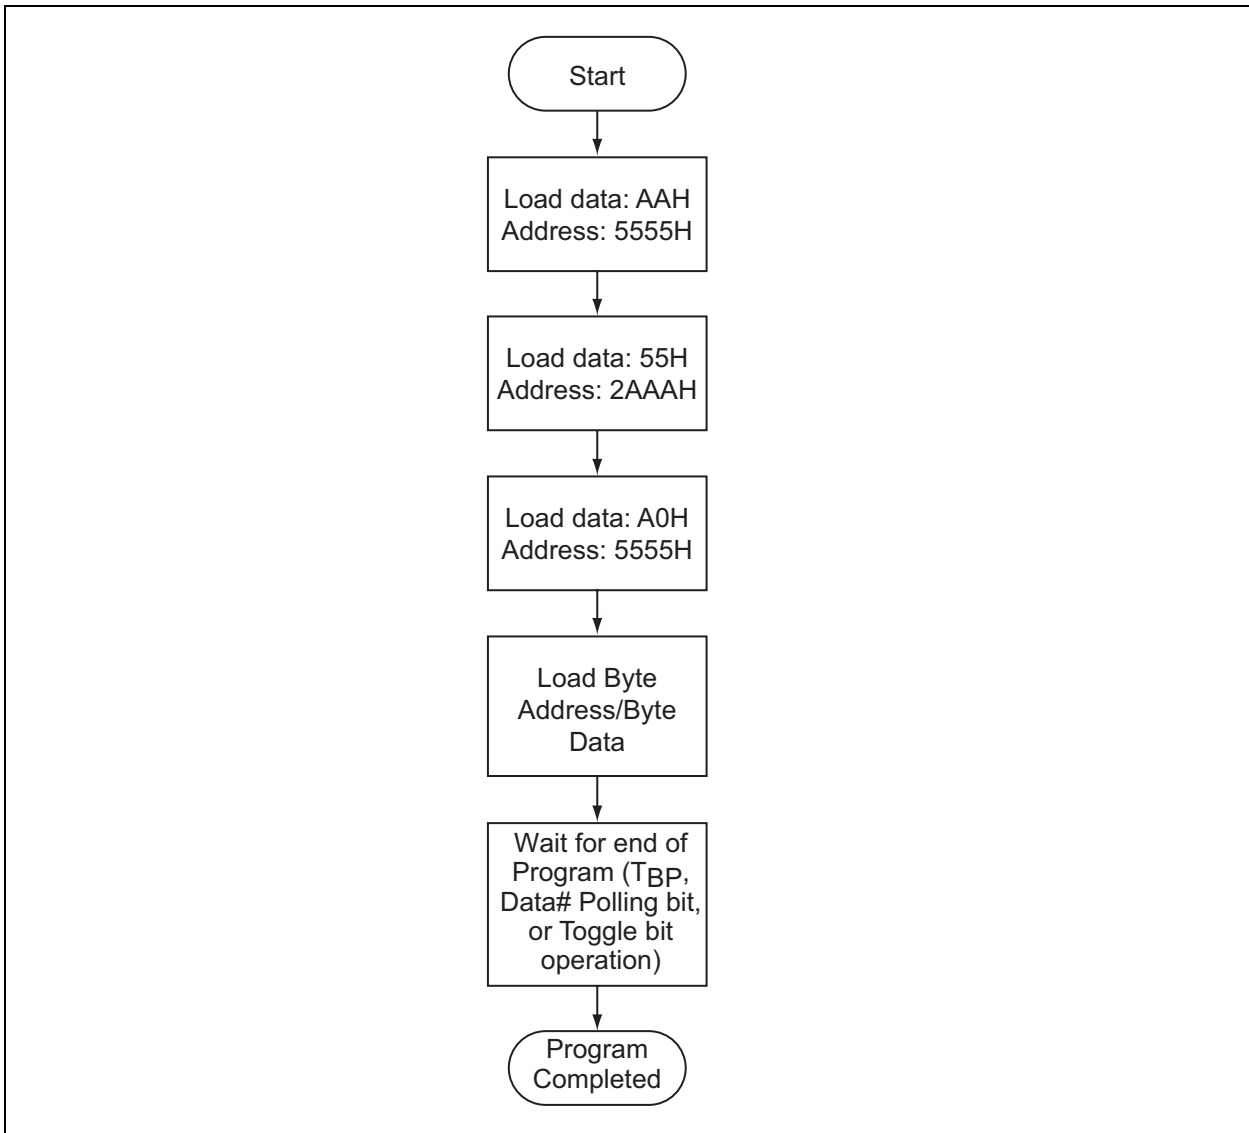 Start
Load data: AAH
Address: 5555H
Load data: 55H
Address: 2AAAH
Load data: A0H
Address: 5555H
Load Byte
Address/Byte
Data
Wait for end of
Program (TBP,
Data# Polling bit,
or Toggle bit
operation)
Program
Completed